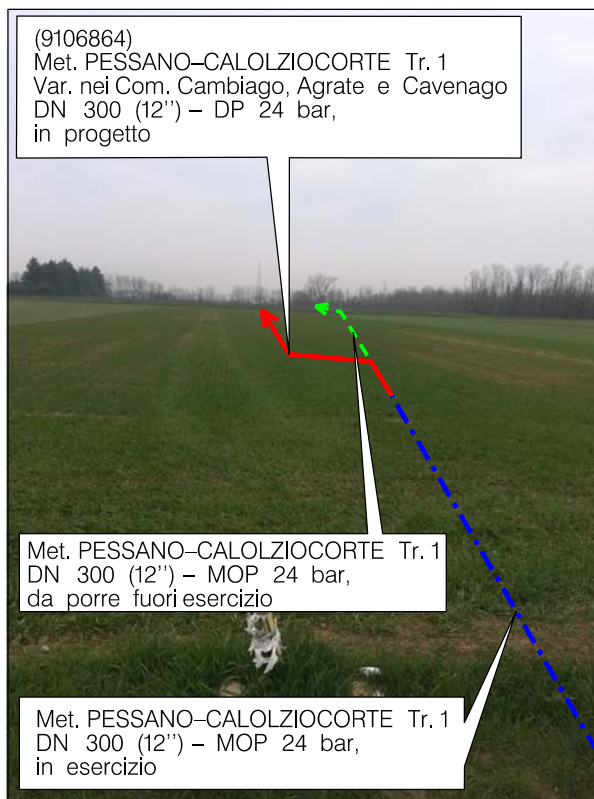 (9106864)
Met. PESSANO–CALOLZIOCORTE Tr. 1
Var. nei Com. Cambiago, Agrate e Cavenago
DN 300 (12'') – DP 24 bar,
in progetto
Met. PESSANO–CALOLZIOCORTE Tr. 1
DN 300 (12'') – MOP 24 bar,
da porre fuori esercizio
Met. PESSANO–CALOLZIOCORTE Tr. 1
DN 300 (12'') – MOP 24 bar,
in esercizio